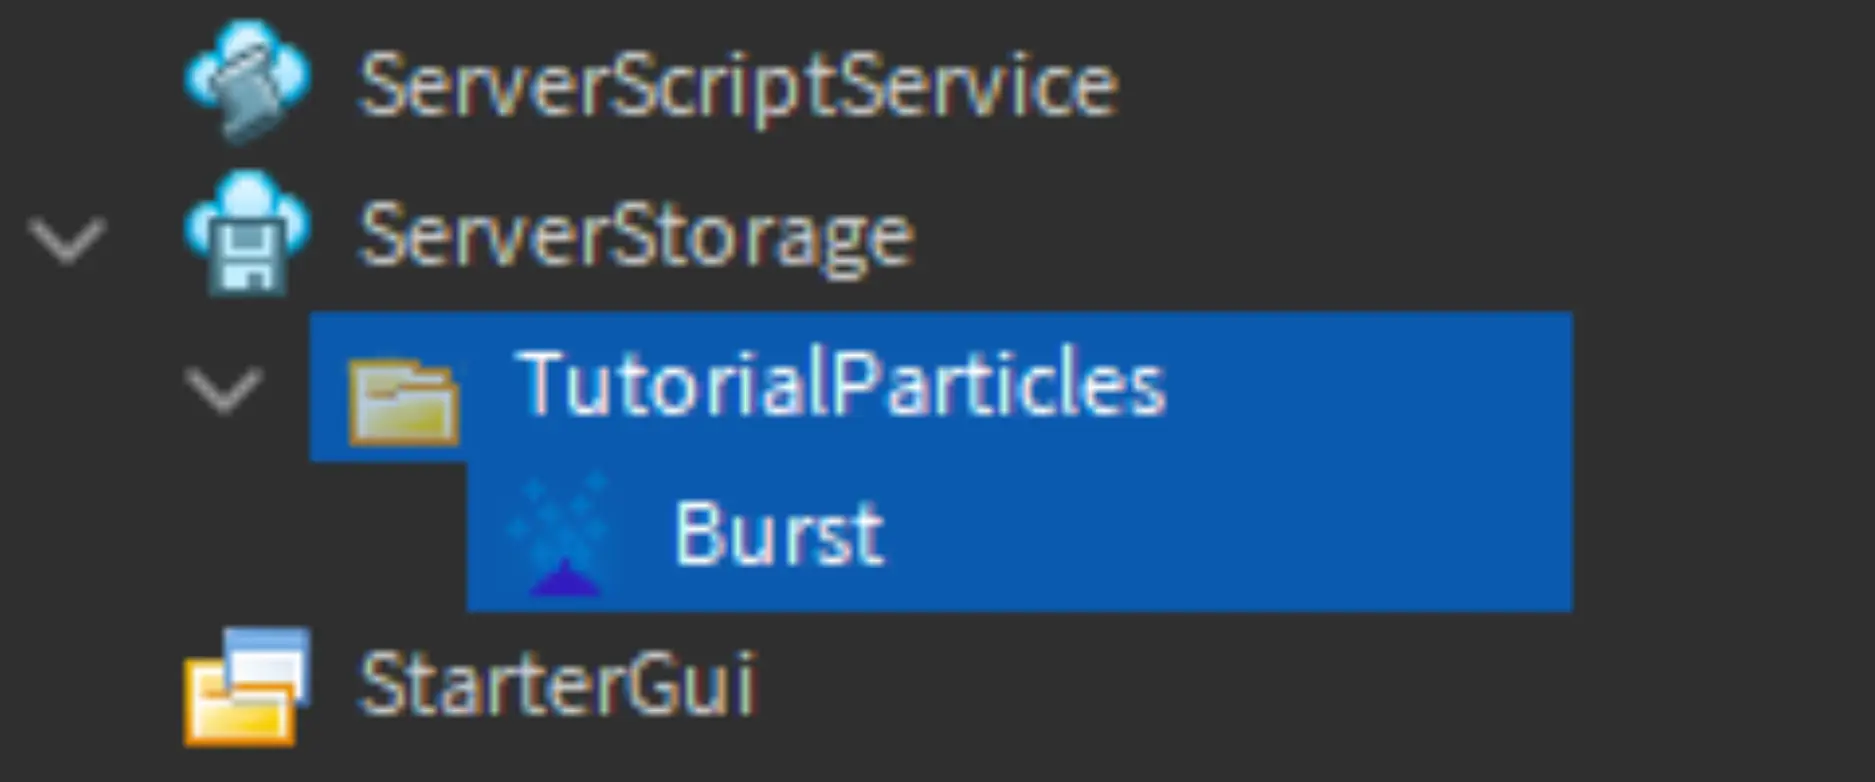 ServerScriptService
ServerStorage
TutorialParticles
Burst
StarterGui